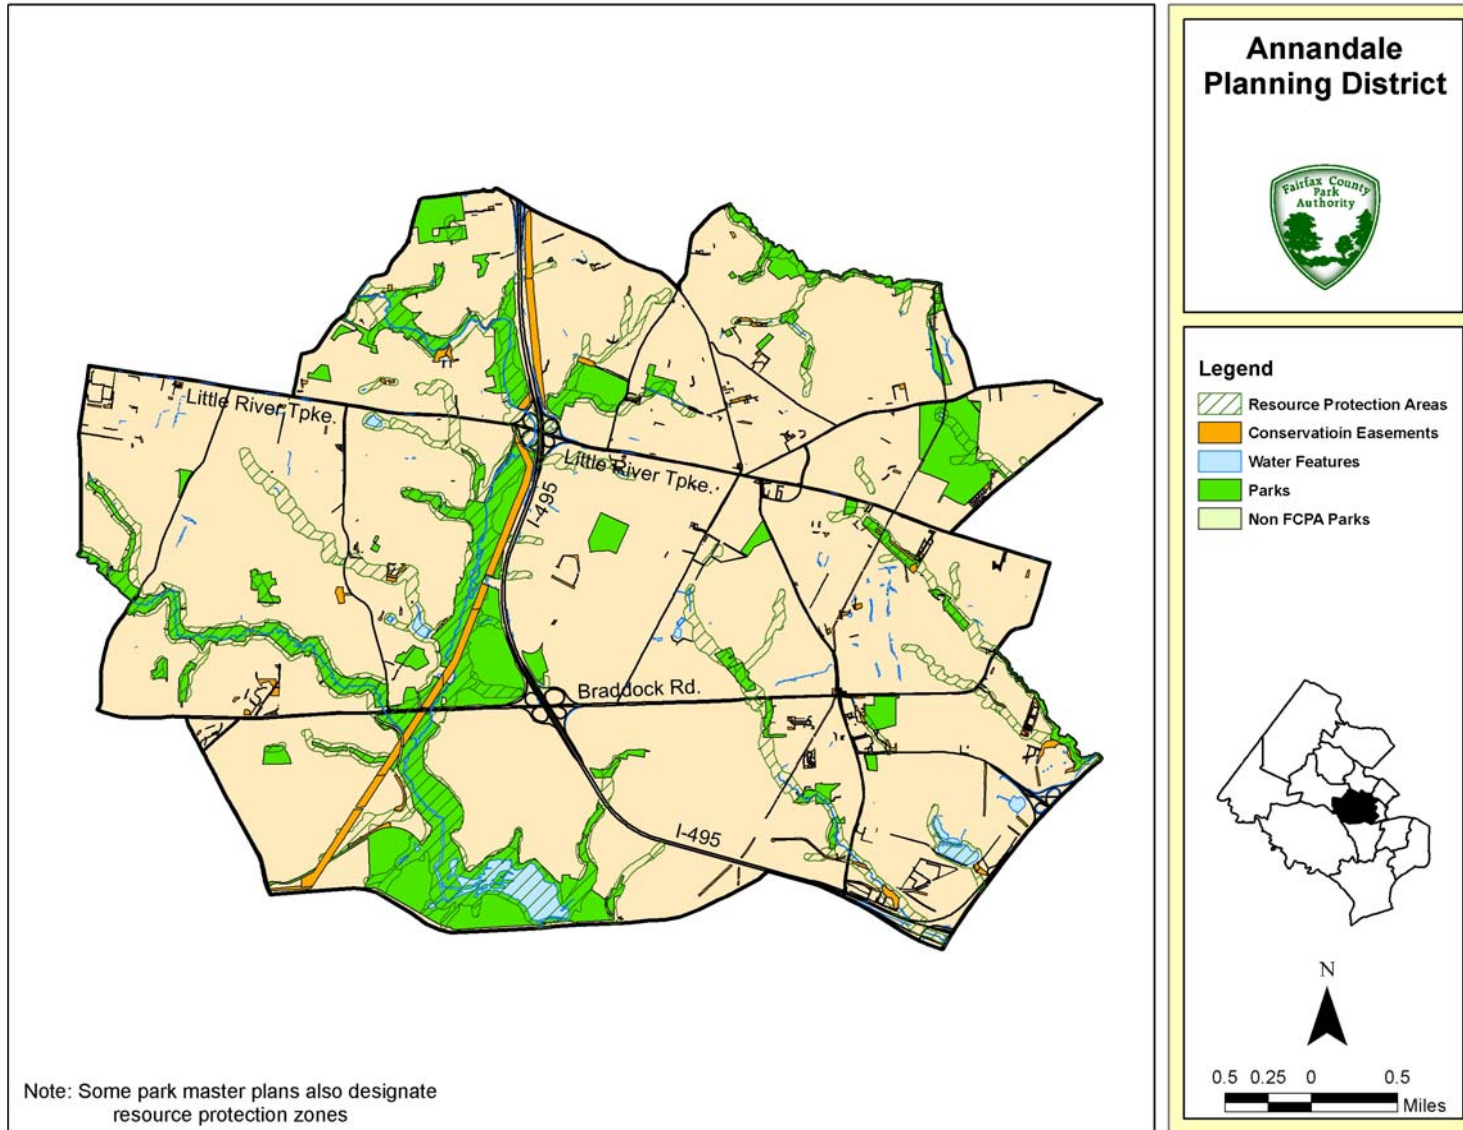 Annandale
Planning District
Fairfax County
Park
Authority
Legend
Resource Protection Areas
Conservatioin Easements
Water Features
Parks
Non FCPA Parks
N
0.5 0.25 0 0.5
Miles
Little River Tpke.
Little River Tpke.
I-495
Braddock Rd.
I-495
Note: Some park master plans also designate
resource protection zones